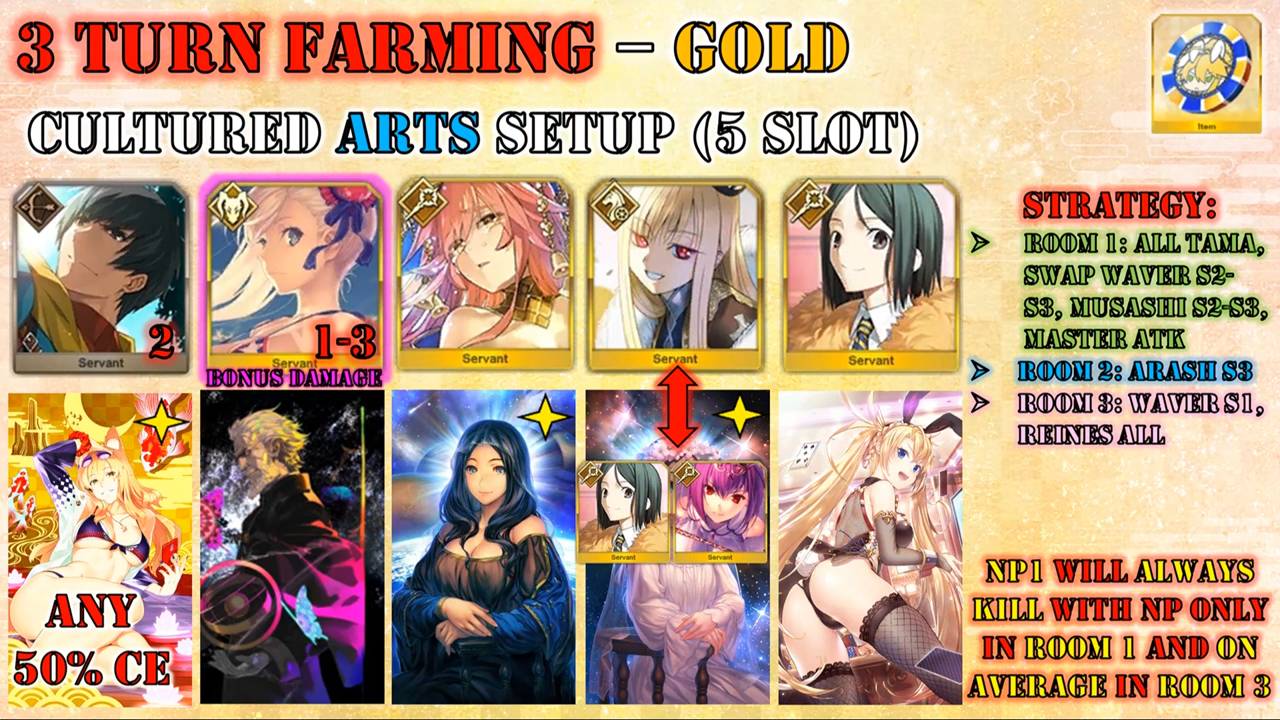 3 TURN FARMING – GOLD
CULTURED ARTS SETUP (5 SLOT)
Item
2
Servant
1-3
Servant
BONUS DAMAGE
Servant
Servant
Servant
STRATEGY:
➢ ROOM 1: ALL TAMA,
SWAP WAVER S2-
S3, MUSASHI S2-S3,
MASTER ATK
➢ ROOM 2: ARASH S3
➢ ROOM 3: WAVER S1,
REINES ALL
ANY
50% CE
Servant
Servant
NP1 WILL ALWAYS
KILL WITH NP ONLY
IN ROOM 1 AND ON
AVERAGE IN ROOM 3